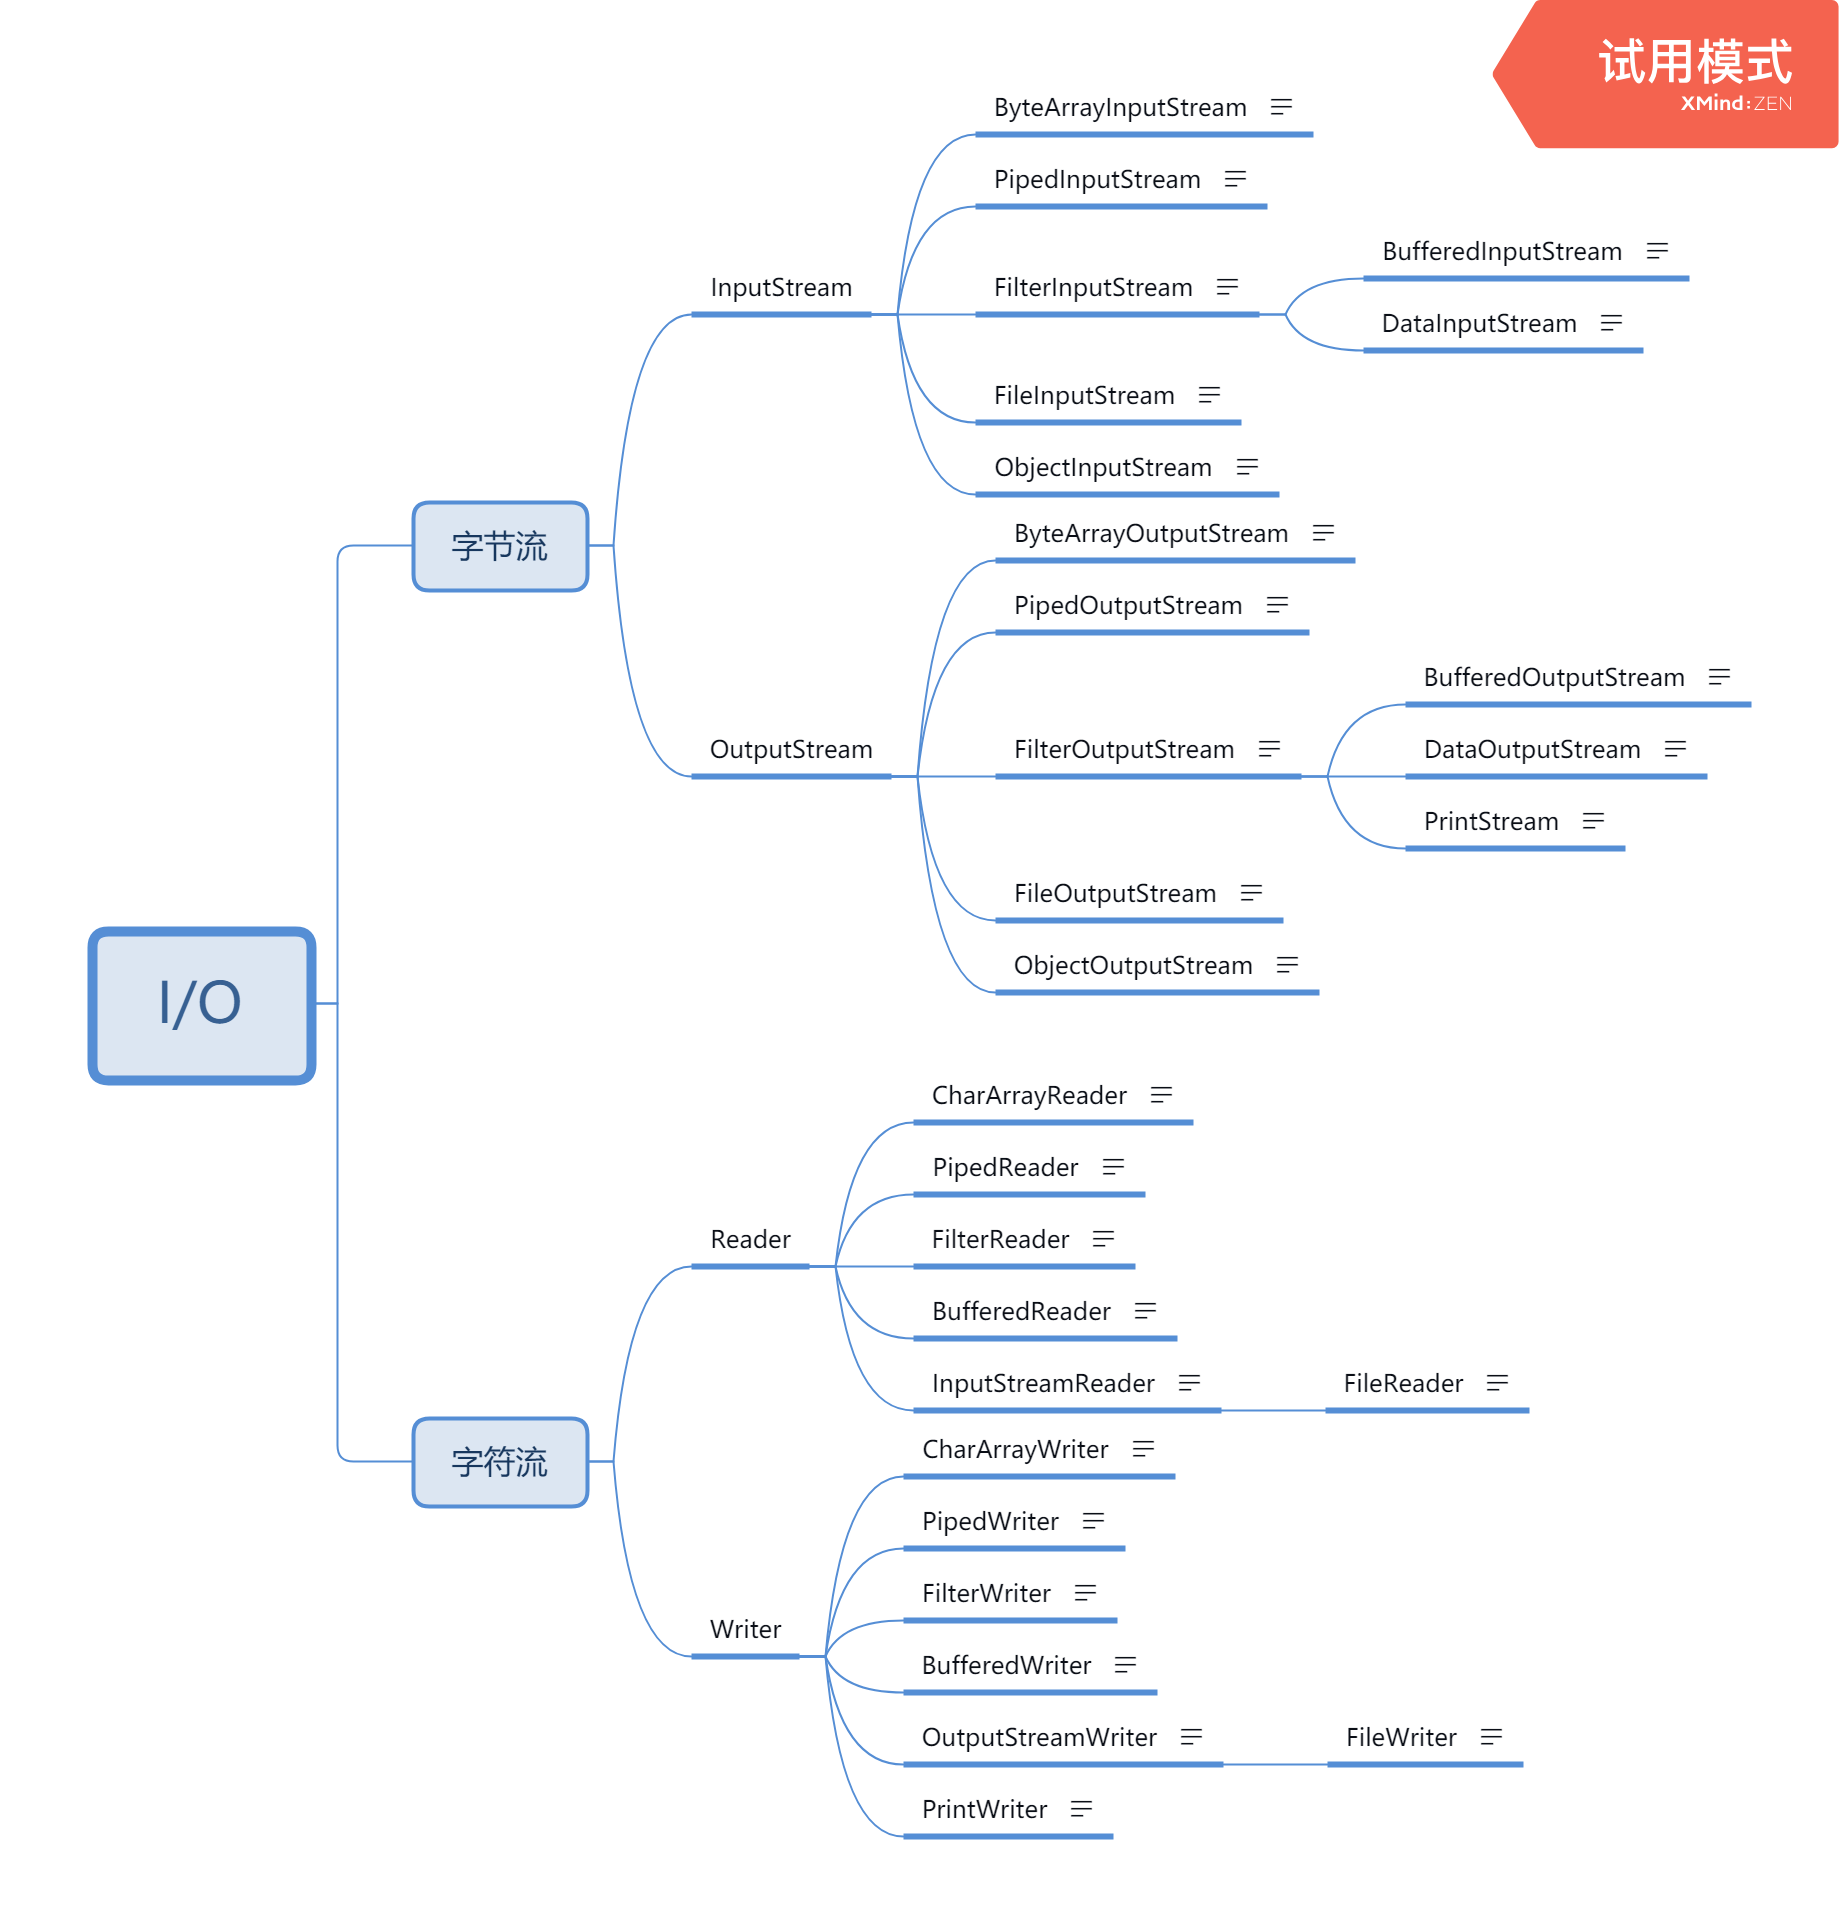 试用模式
XMind:ZEN
I/O
字节流
InputStream
ByteArrayInputStream
PipedInputStream
FilterInputStream
BufferedInputStream
DataInputStream
FileInputStream
ObjectInputStream
OutputStream
ByteArrayOutputStream
PipedOutputStream
FilterOutputStream
BufferedOutputStream
DataOutputStream
PrintStream
FileOutputStream
ObjectOutputStream
字符流
Reader
CharArrayReader
PipedReader
FilterReader
BufferedReader
InputStreamReader
FileReader
Writer
CharArrayWriter
PipedWriter
FilterWriter
BufferedWriter
OutputStreamWriter
FileWriter
PrintWriter